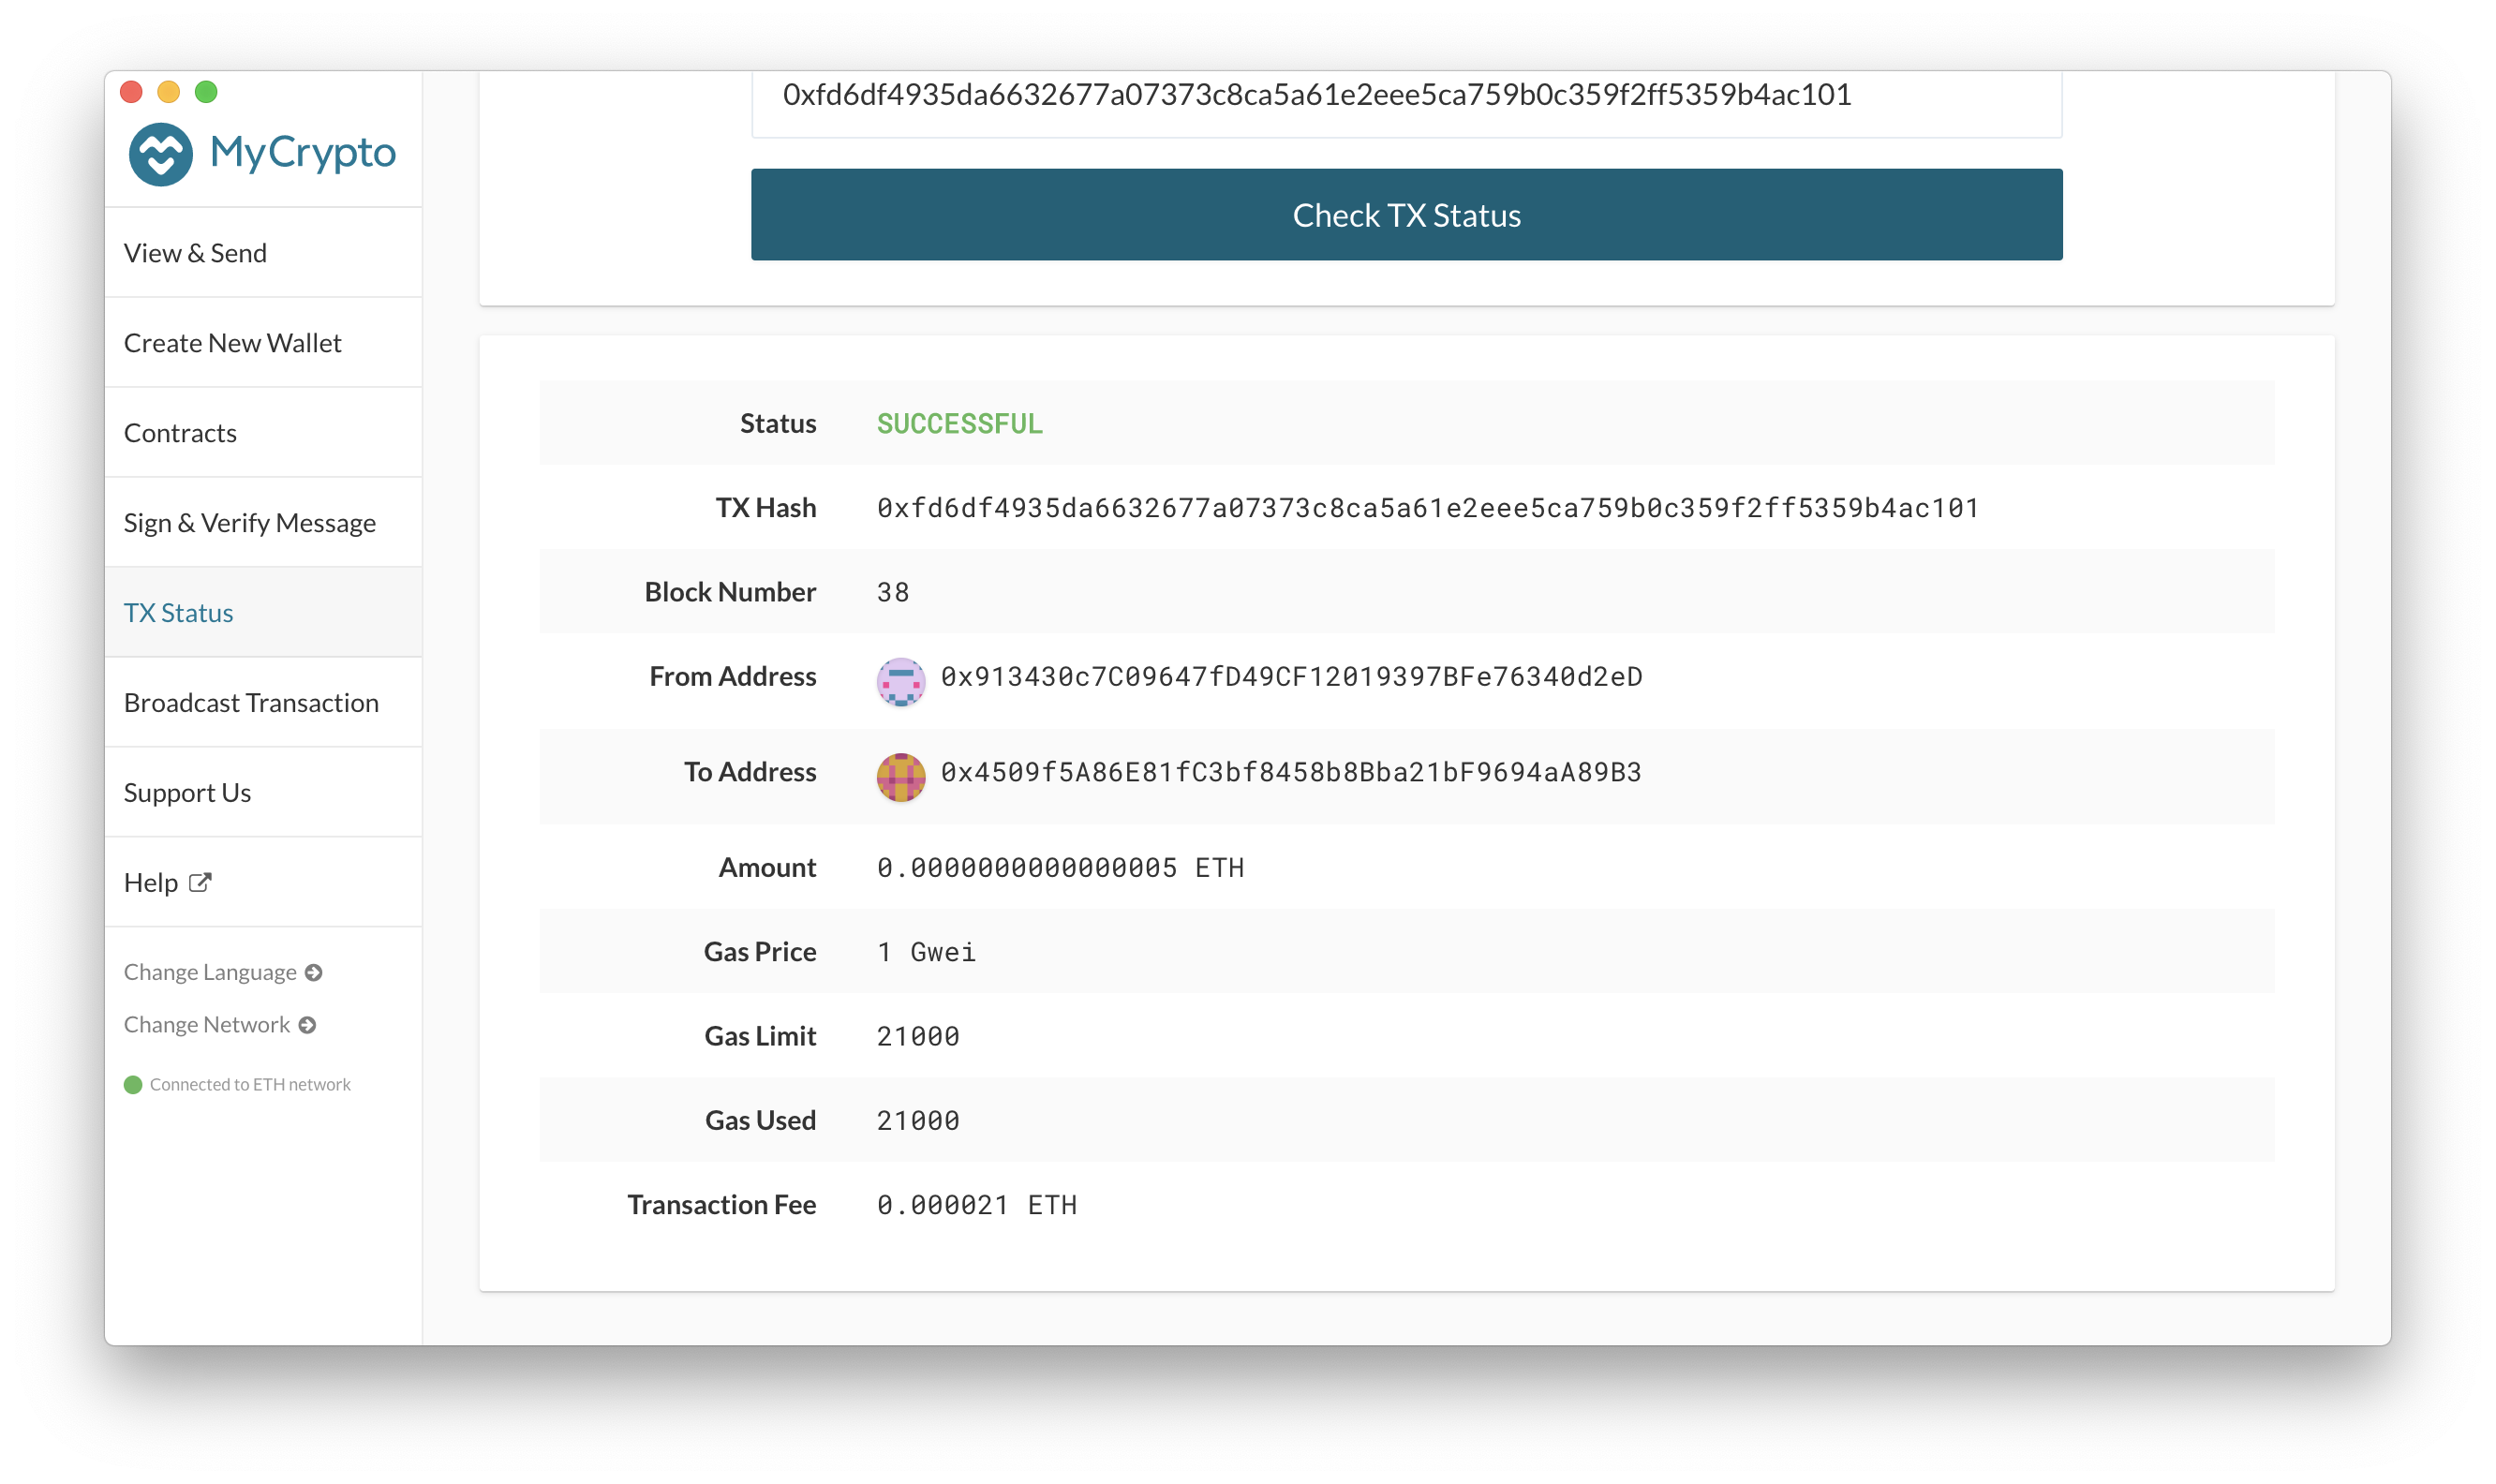 MyCrypto
View & Send
Create New Wallet
Contracts
Sign & Verify Message
TX Status
Broadcast Transaction
Support Us
Help
Change Language
Change Network
Connected to ETH network
0xfd6df4935da6632677a07373c8ca5a61e2eee5ca759b0c359f2ff5359b4ac101
Check TX Status
Status SUCCESSFUL
TX Hash 0xfd6df4935da6632677a07373c8ca5a61e2eee5ca759b0c359f2ff5359b4ac101
Block Number 38
From Address 0x913430c7C09647fD49CF12019397BFe76340d2eD
To Address 0x4509f5A86E81fC3bf8458b8Bba21bF9694aA89B3
Amount 0.0000000000000005 ETH
Gas Price 1 Gwei
Gas Limit 21000
Gas Used 21000
Transaction Fee 0.000021 ETH